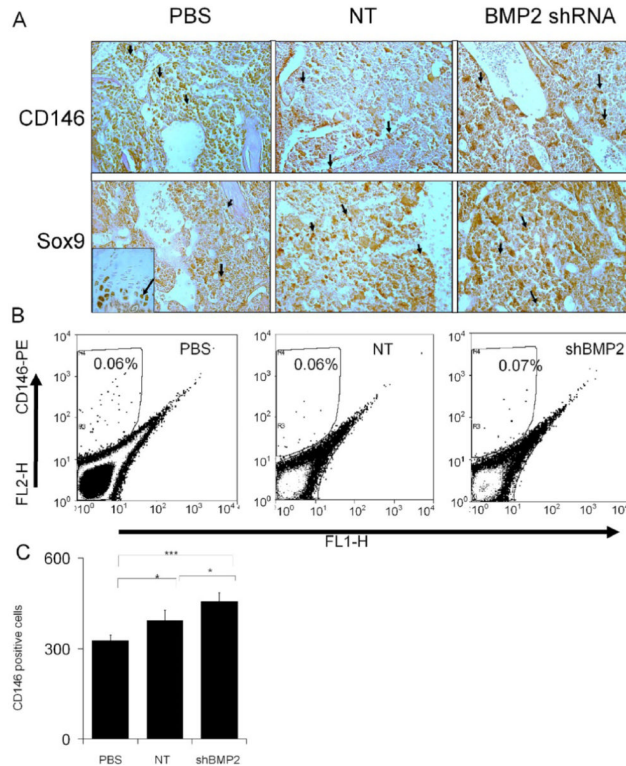 A
PBS NT BMP2 shRNA
CD146
Sox9
B
CD146-PE
FL2-H
10⁴ 10³ 10² 10¹ 10⁰
0.06% PBS
10⁰ 10¹ 10² 10³ 10⁴
10⁴ 10³ 10² 10¹ 10⁰
0.06% NT
R3
10⁰ 10¹ 10² 10³ 10⁴
10⁴ 10³ 10² 10¹ 10⁰
0.07% shBMP2
10⁰ 10¹ 10² 10³ 10⁴
FL1-H
C
CD146 positive cells
600
300
0
***
*
*
PBS NT shBMP2